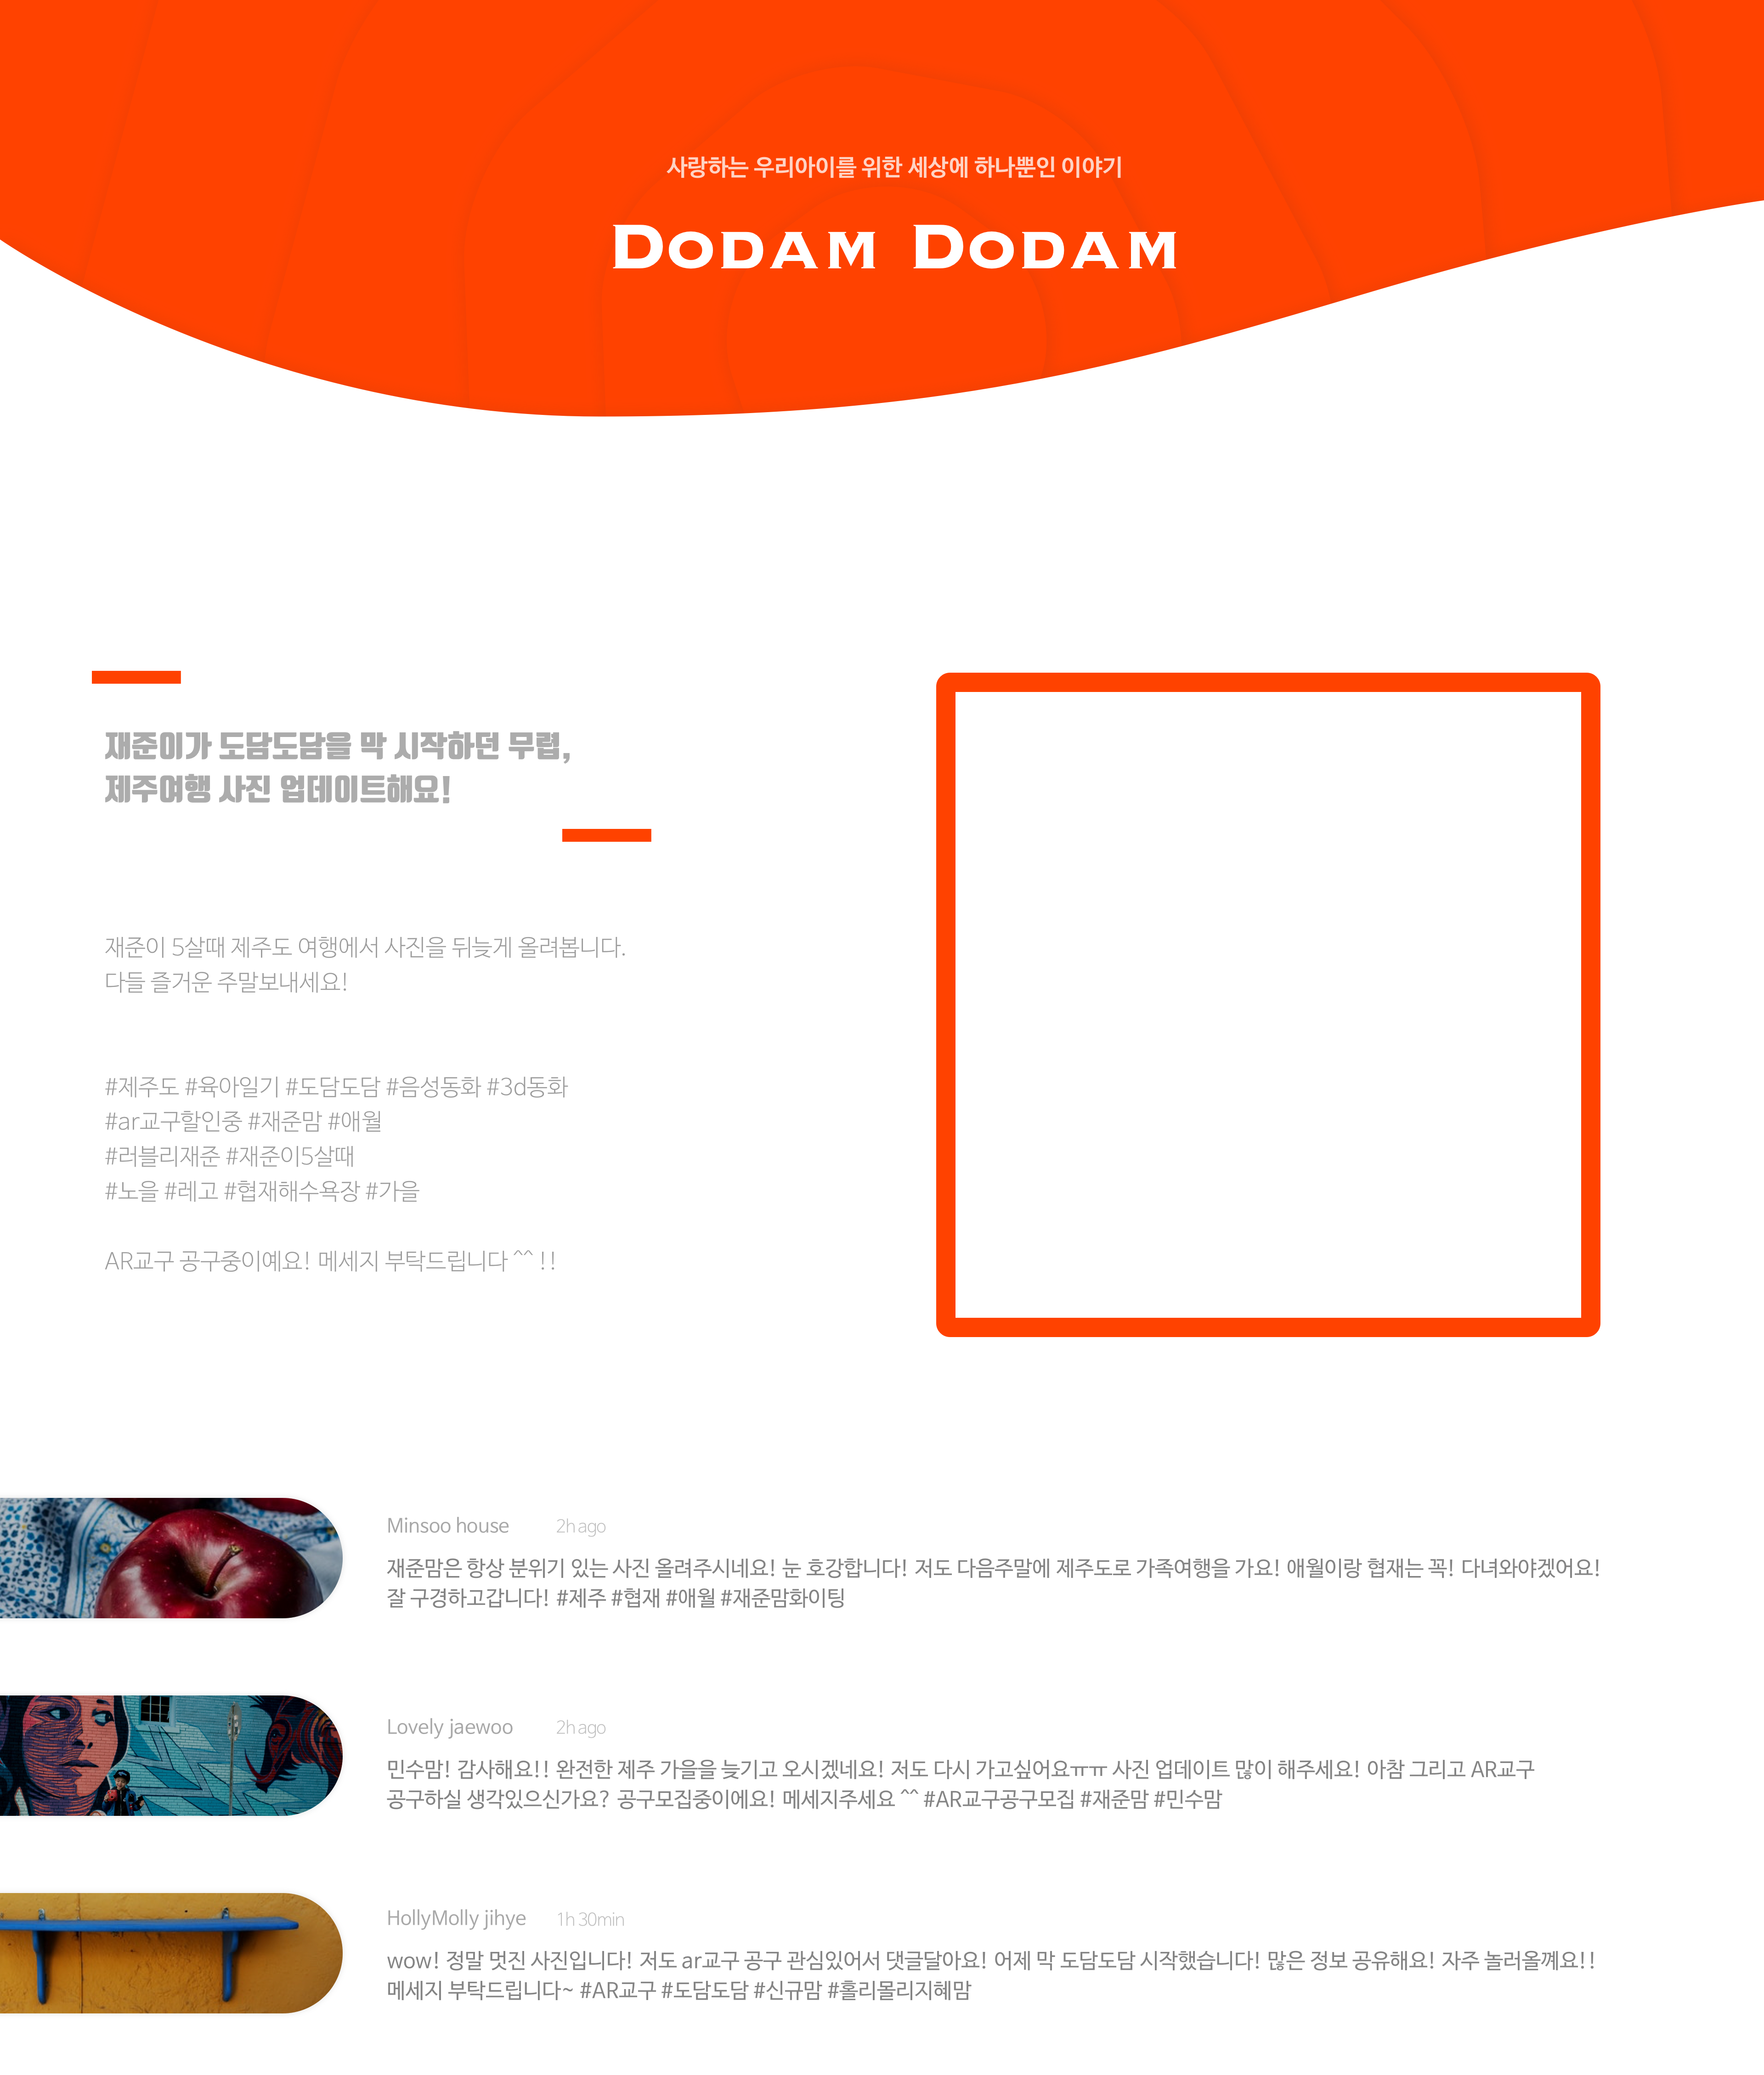 사랑하는 우리아이를 위한 세상에 하나뿐인 이야기
DODAM DODAM
재준이가 도담도담을 막 시작하던 무렵,
제주여행 사진 업데이트해요!
재준이 5살때 제주도 여행에서 사진을 뒤늦게 올려봅니다.
다들 즐거운 주말보내세요!
#제주도 #육아일기 #도담도담 #음성동화 #3d동화
#ar교구할인중 #재준맘 #애월
#러블리재준 #재준이5살때
#노을 #레고 #협재해수욕장 #가을
AR교구 공구중이예요! 메세지 부탁드립니다 ^^ !!
Minsoo house 2h ago
재준맘은 항상 분위기 있는 사진 올려주시네요! 눈 호강합니다! 저도 다음주말에 제주도로 가족여행을 가요! 애월이랑 협재는 꼭! 다녀와야겠어요!
잘 구경하고갑니다! #제주 #협재 #애월 #재준맘화이팅
Lovely jaewoo 2h ago
민수맘! 감사해요!! 완전한 제주 가을을 늦기고 오시겠네요! 저도 다시 가고싶어요ㅠㅠ 사진 업데이트 많이 해주세요! 아참 그리고 AR교구
공구하실 생각있으신가요? 공구모집중이에요! 메세지주세요 ^^ #AR교구공구모집 #재준맘 #민수맘
HollyMolly jihye 1h 30min
wow! 정말 멋진 사진입니다! 저도 ar교구 공구 관심있어서 댓글달아요! 어제 막 도담도담 시작했습니다! 많은 정보 공유해요! 자주 놀러올꼐요!!
메세지 부탁드립니다~ #AR교구 #도담도담 #신규맘 #홀리몰리지혜맘